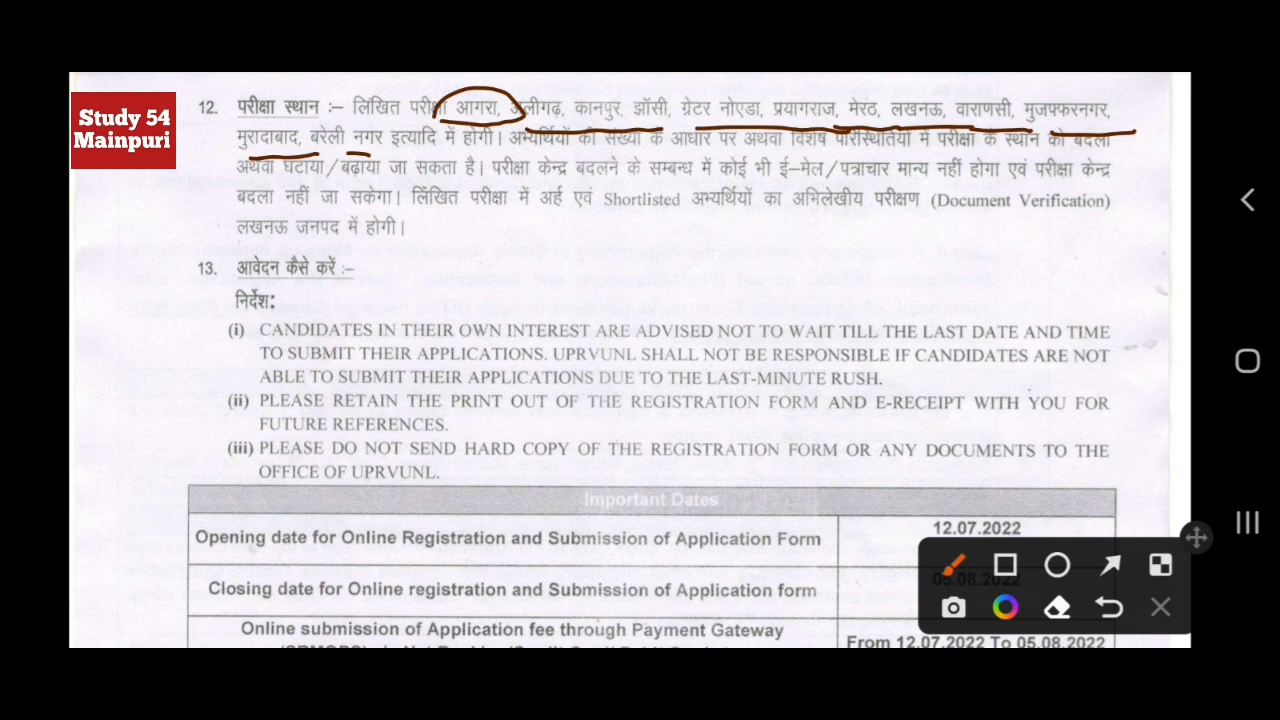 Study 54
Mainpuri
12. परीक्षा स्थान :– लिखित परीक्षा आगरा, अलीगढ़, कानपुर, झाँसी, ग्रेटर नोएडा, प्रयागराज, मेरठ, लखनऊ, वाराणसी, मुजफ्फरनगर,
मुरादाबाद, बरेली नगर इत्यादि में होगी। अभ्यर्थियों की संख्या के आधार पर अथवा विशेष परिस्थितियों में परीक्षा के स्थान को बदला
अथवा घटाया/बढ़ाया जा सकता है। परीक्षा केन्द्र बदलने के सम्बन्ध में कोई भी ई–मेल/पत्राचार मान्य नहीं होगा एवं परीक्षा केन्द्र
बदला नहीं जा सकेगा। लिखित परीक्षा में अर्ह एवं Shortlisted अभ्यर्थियों का अभिलेखीय परीक्षण (Document Verification)
लखनऊ जनपद में होगी।
13. आवेदन कैसे करें :–
निर्देश:
(i) CANDIDATES IN THEIR OWN INTEREST ARE ADVISED NOT TO WAIT TILL THE LAST DATE AND TIME
TO SUBMIT THEIR APPLICATIONS. UPRVUNL SHALL NOT BE RESPONSIBLE IF CANDIDATES ARE NOT
ABLE TO SUBMIT THEIR APPLICATIONS DUE TO THE LAST-MINUTE RUSH.
(ii) PLEASE RETAIN THE PRINT OUT OF THE REGISTRATION FORM AND E-RECEIPT WITH YOU FOR
FUTURE REFERENCES.
(iii) PLEASE DO NOT SEND HARD COPY OF THE REGISTRATION FORM OR ANY DOCUMENTS TO THE
OFFICE OF UPRVUNL.
Important Dates
Opening date for Online Registration and Submission of Application Form 12.07.2022
Closing date for Online registration and Submission of Application form 05.08.2022
Online submission of Application fee through Payment Gateway
From 12.07.2022 To 05.08.2022